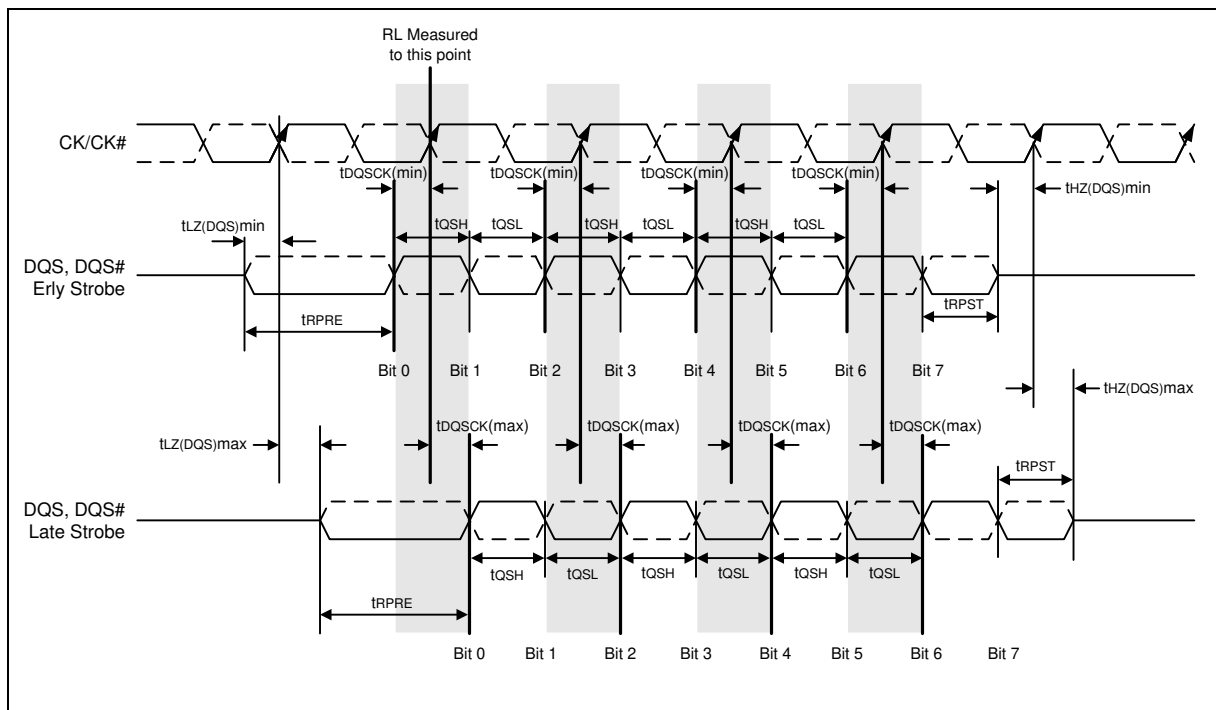 RL Measured
to this point
CK/CK#
tDQSCK(min) tDQSCK(min) tDQSCK(min) tDQSCK(min)
tHZ(DQS)min
tLZ(DQS)min
tQSH tQSL tQSH tQSL tQSH tQSL
DQS, DQS#
Erly Strobe
tRPRE
tRPST
Bit 0 Bit 1 Bit 2 Bit 3 Bit 4 Bit 5 Bit 6 Bit 7
tHZ(DQS)max
tLZ(DQS)max
tDQSCK(max) tDQSCK(max) tDQSCK(max) tDQSCK(max)
tRPST
DQS, DQS#
Late Strobe
tQSH tQSL tQSH tQSL tQSH tQSL
tRPRE
Bit 0 Bit 1 Bit 2 Bit 3 Bit 4 Bit 5 Bit 6 Bit 7